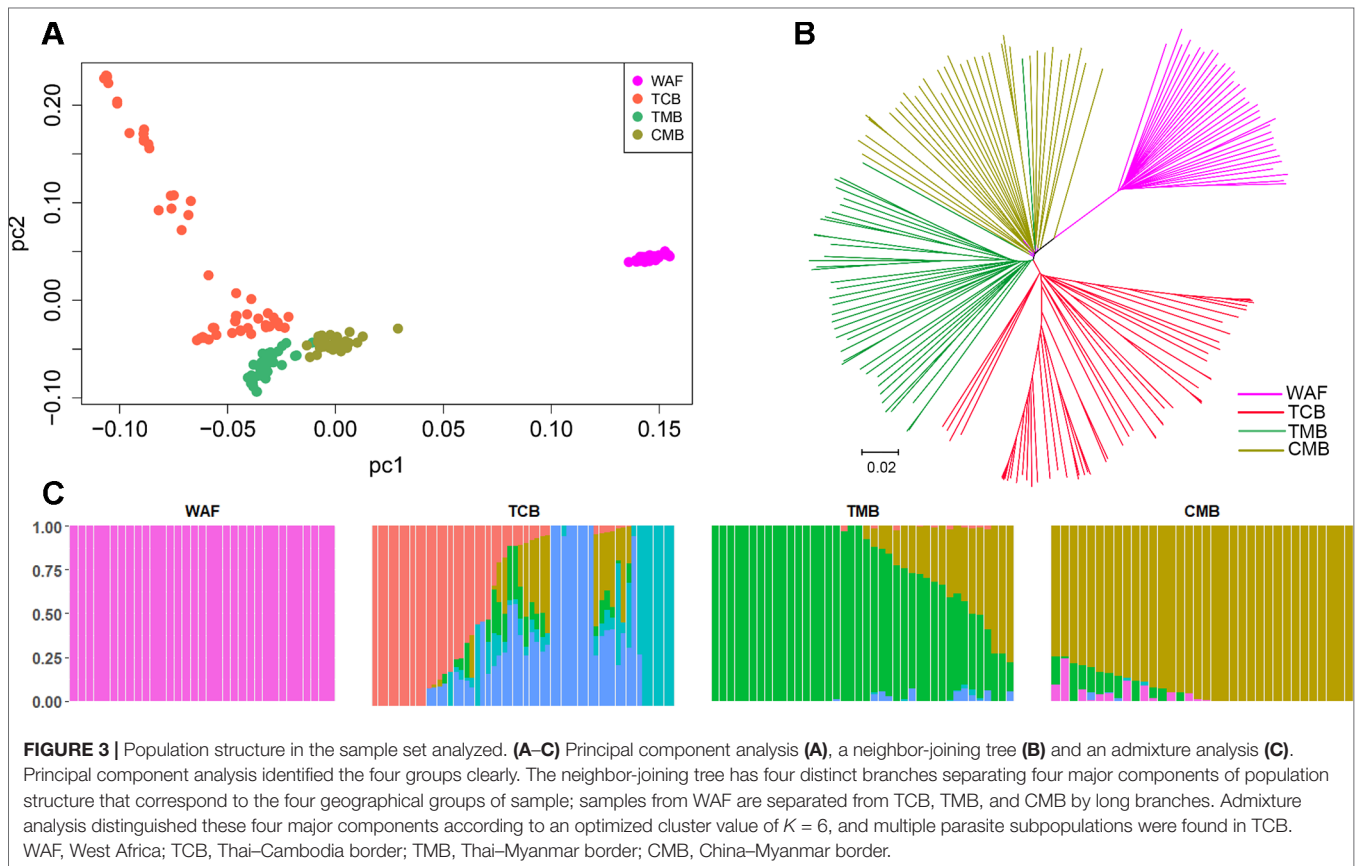 A
B
WAF
TCB
TMB
CMB
0.20
0.10
0.00
−0.10
pc2
−0.10
−0.05
0.00
0.05
0.10
0.15
pc1
WAF
TCB
TMB
CMB
0.02
C
WAF
TCB
TMB
CMB
1.00
0.75
0.50
0.25
0.00
FIGURE 3 | Population structure in the sample set analyzed. (A–C) Principal component analysis (A), a neighbor-joining tree (B) and an admixture analysis (C).
Principal component analysis identified the four groups clearly. The neighbor-joining tree has four distinct branches separating four major components of population
structure that correspond to the four geographical groups of sample; samples from WAF are separated from TCB, TMB, and CMB by long branches. Admixture
analysis distinguished these four major components according to an optimized cluster value of K = 6, and multiple parasite subpopulations were found in TCB.
WAF, West Africa; TCB, Thai–Cambodia border; TMB, Thai–Myanmar border; CMB, China–Myanmar border.